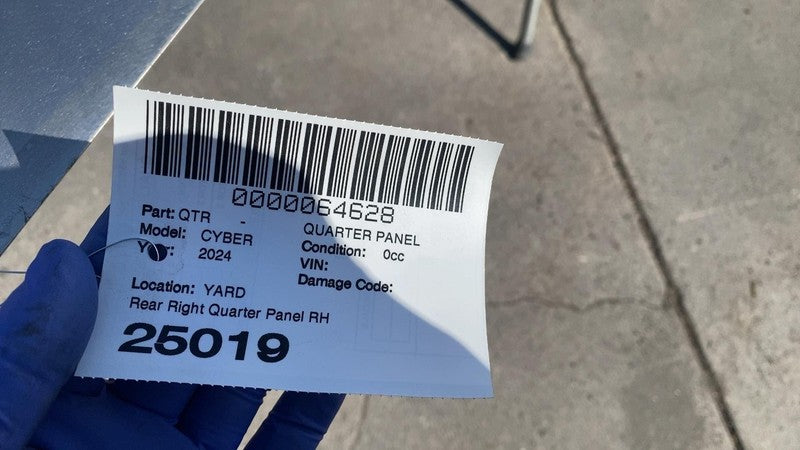 0000064628
Part: QTR - QUARTER PANEL
Model: CYBER Condition: 0cc
Year: 2024 VIN:
Damage Code:
Location: YARD
Rear Right Quarter Panel RH
25019